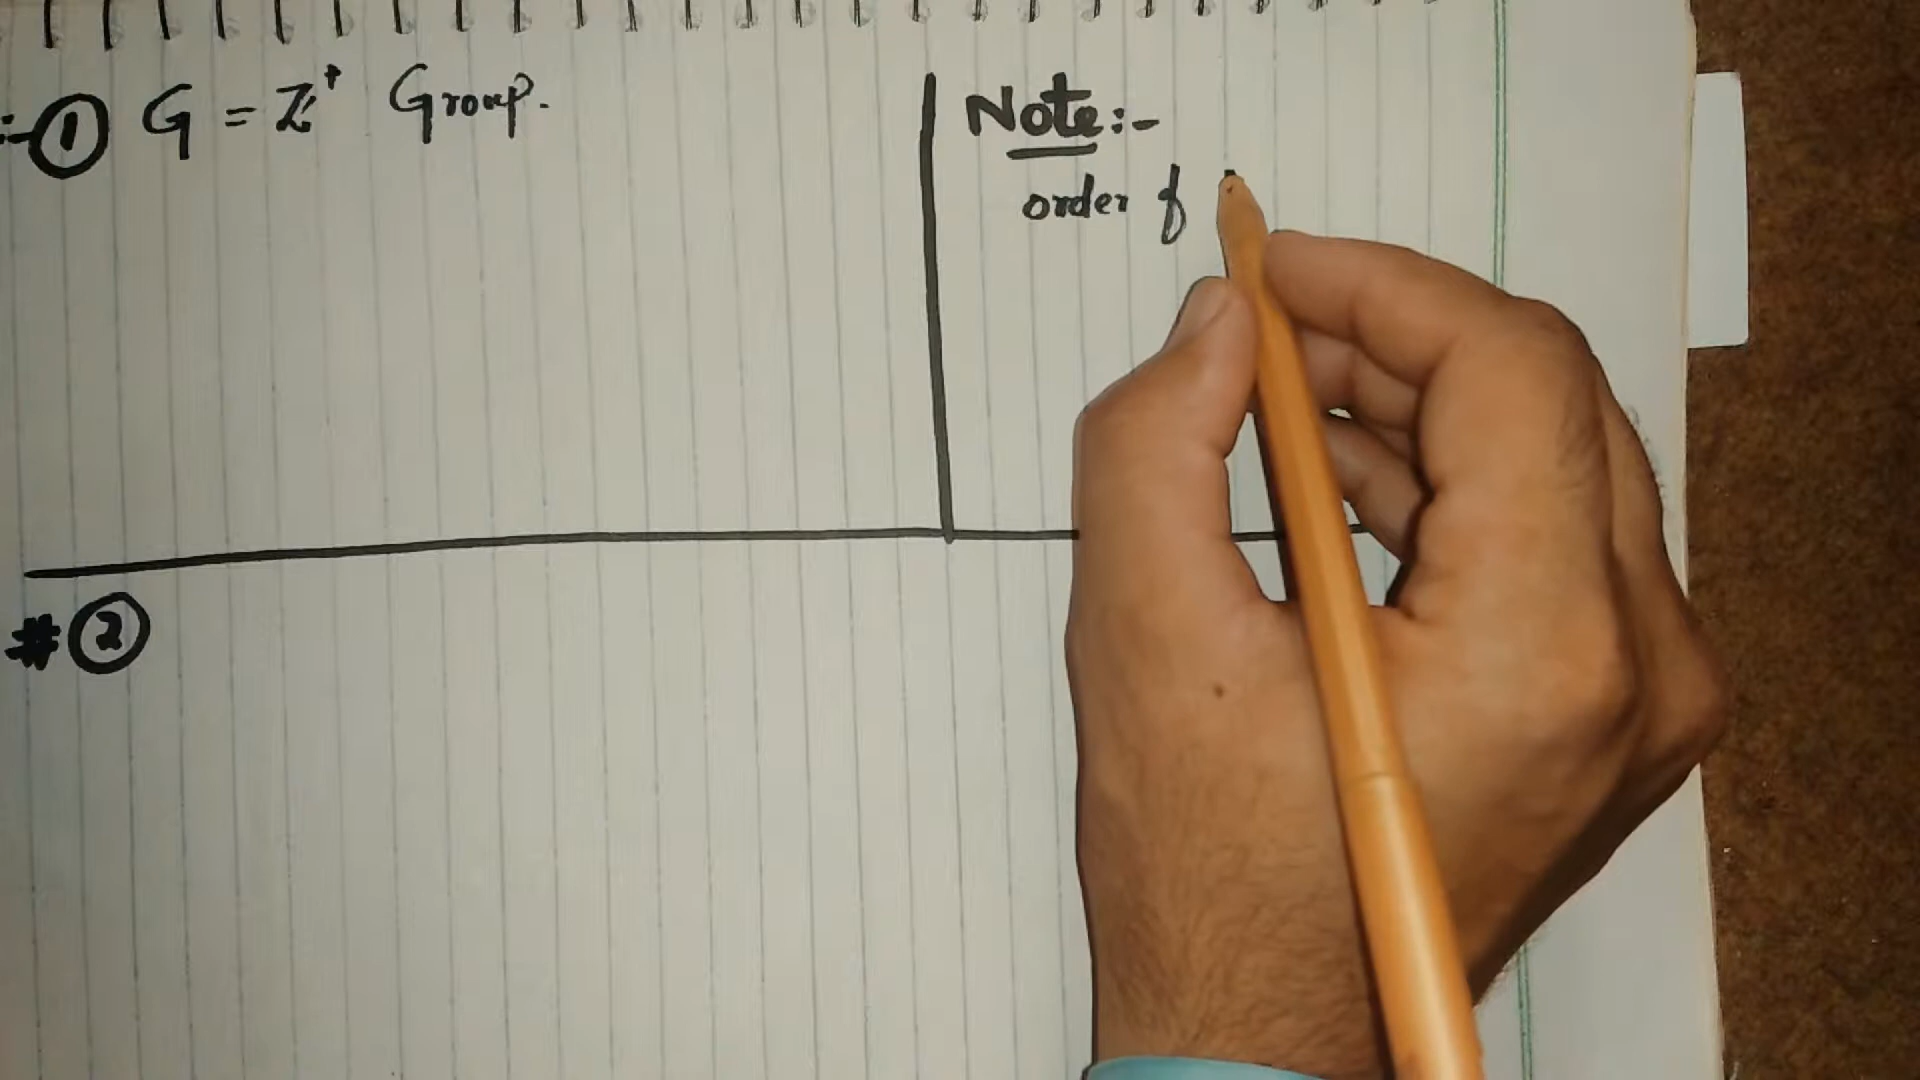 :-① G = Z⁺ Group.
Note:-
order of
#②